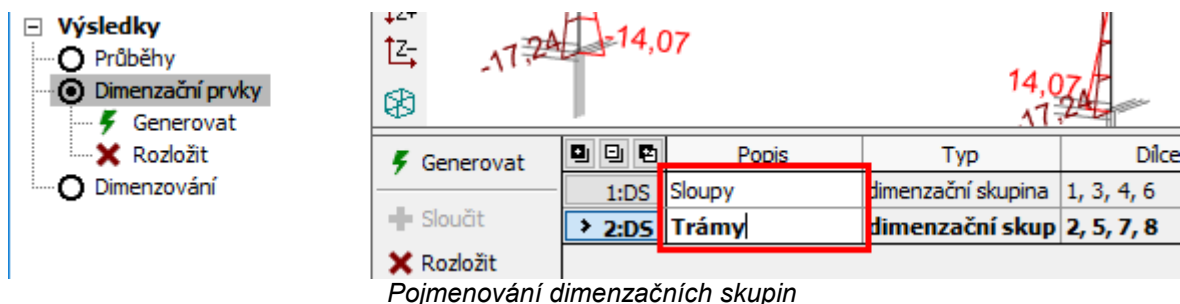 Výsledky
Průběhy
Dimenzační prvky
Generovat
Rozložit
Dimenzování
Z+
Z-
-17,24 -14,07
14,07
-17,24
Generovat
Sloučit
Rozložit
Popis Typ Dílce
1:DS Sloupy dimenzační skupina 1, 3, 4, 6
2:DS Trámy dimenzační skup 2, 5, 7, 8
Pojmenování dimenzačních skupin